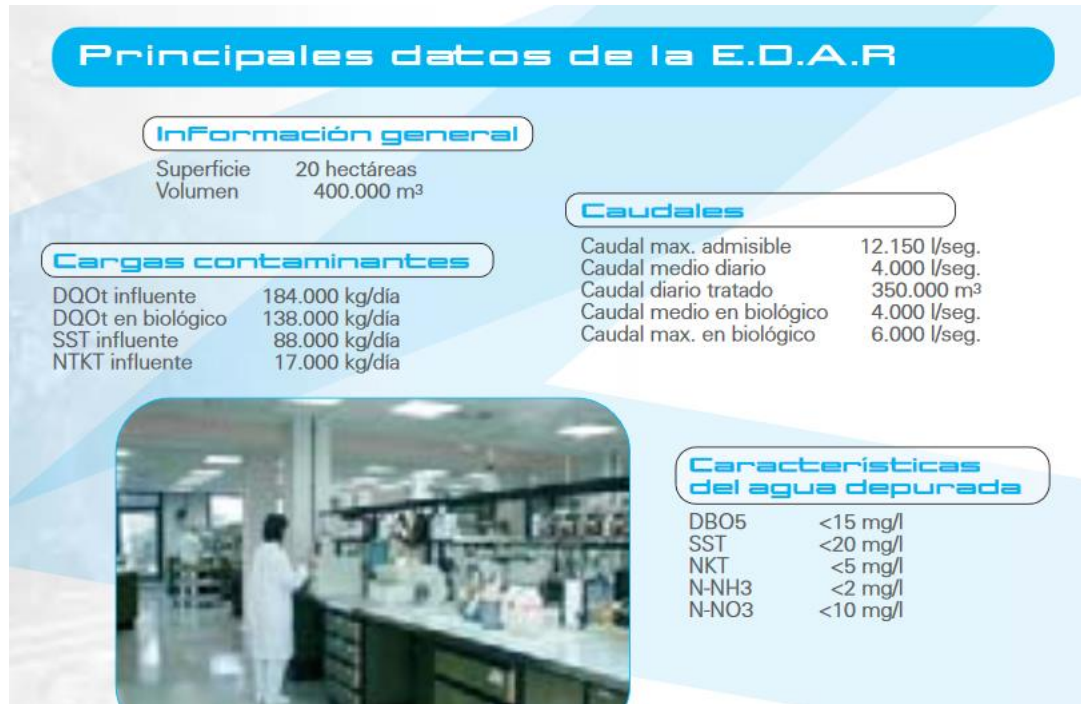 Principales datos de la E.D.A.R
Información general
Superficie 20 hectáreas
Volumen 400.000 m³
Cargas contaminantes
DQOt influente 184.000 kg/día
DQOt en biológico 138.000 kg/día
SST influente 88.000 kg/día
NTKT influente 17.000 kg/día
Caudales
Caudal max. admisible 12.150 l/seg.
Caudal medio diario 4.000 l/seg.
Caudal diario tratado 350.000 m³
Caudal medio en biológico 4.000 l/seg.
Caudal max. en biológico 6.000 l/seg.
Características
del agua depurada
DBO5 <15 mg/l
SST <20 mg/l
NKT <5 mg/l
N-NH3 <2 mg/l
N-NO3 <10 mg/l